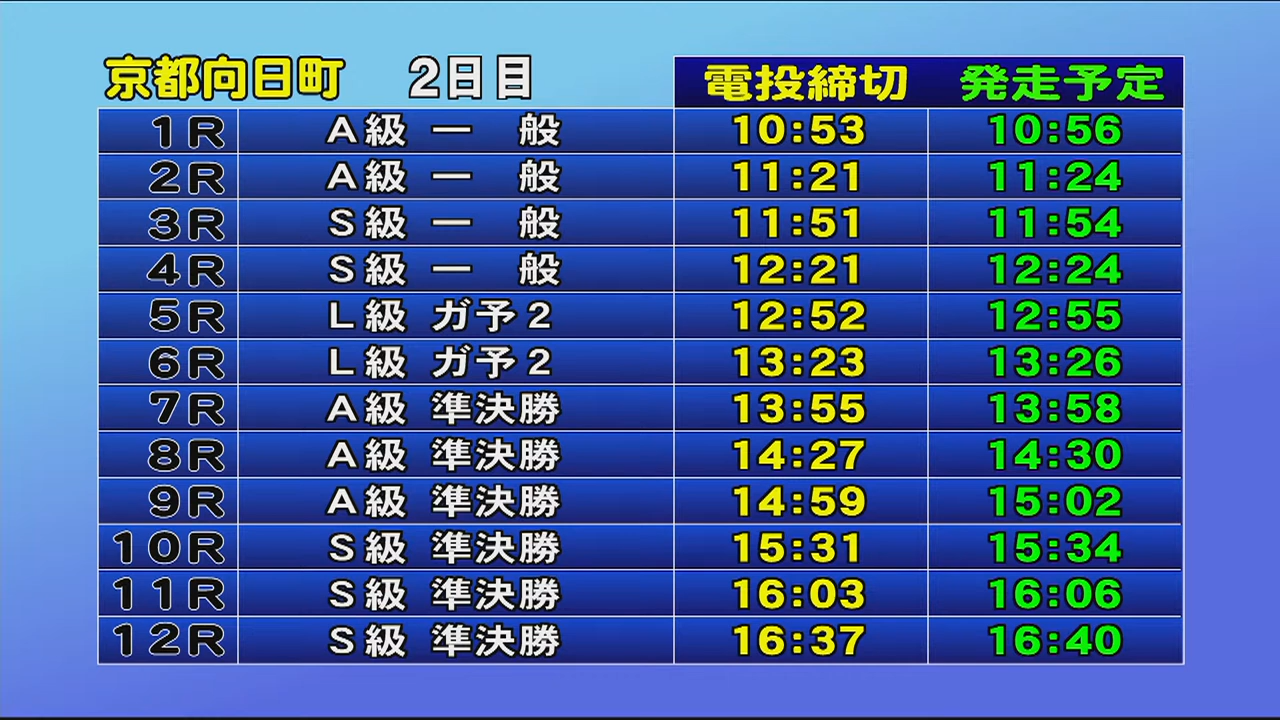 京都向日町 2日目 電投締切 発走予定
1R A級 一 般 10:53 10:56
2R A級 一 般 11:21 11:24
3R S級 一 般 11:51 11:54
4R S級 一 般 12:21 12:24
5R L級 ガ予2 12:52 12:55
6R L級 ガ予2 13:23 13:26
7R A級 準決勝 13:55 13:58
8R A級 準決勝 14:27 14:30
9R A級 準決勝 14:59 15:02
10R S級 準決勝 15:31 15:34
11R S級 準決勝 16:03 16:06
12R S級 準決勝 16:37 16:40